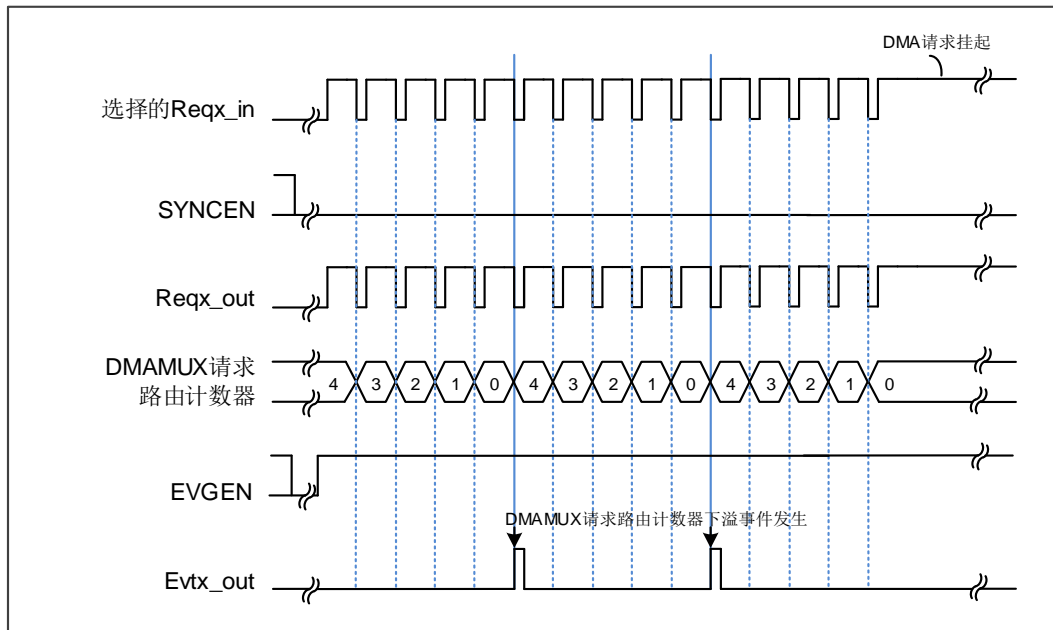 DMA请求挂起
选择的Reqx_in
SYNCEN
Reqx_out
DMAMUX请求
路由计数器
4 3 2 1 0 4 3 2 1 0 4 3 2 1 0
EVGEN
DMAMUX请求路由计数器下溢事件发生
Evtx_out